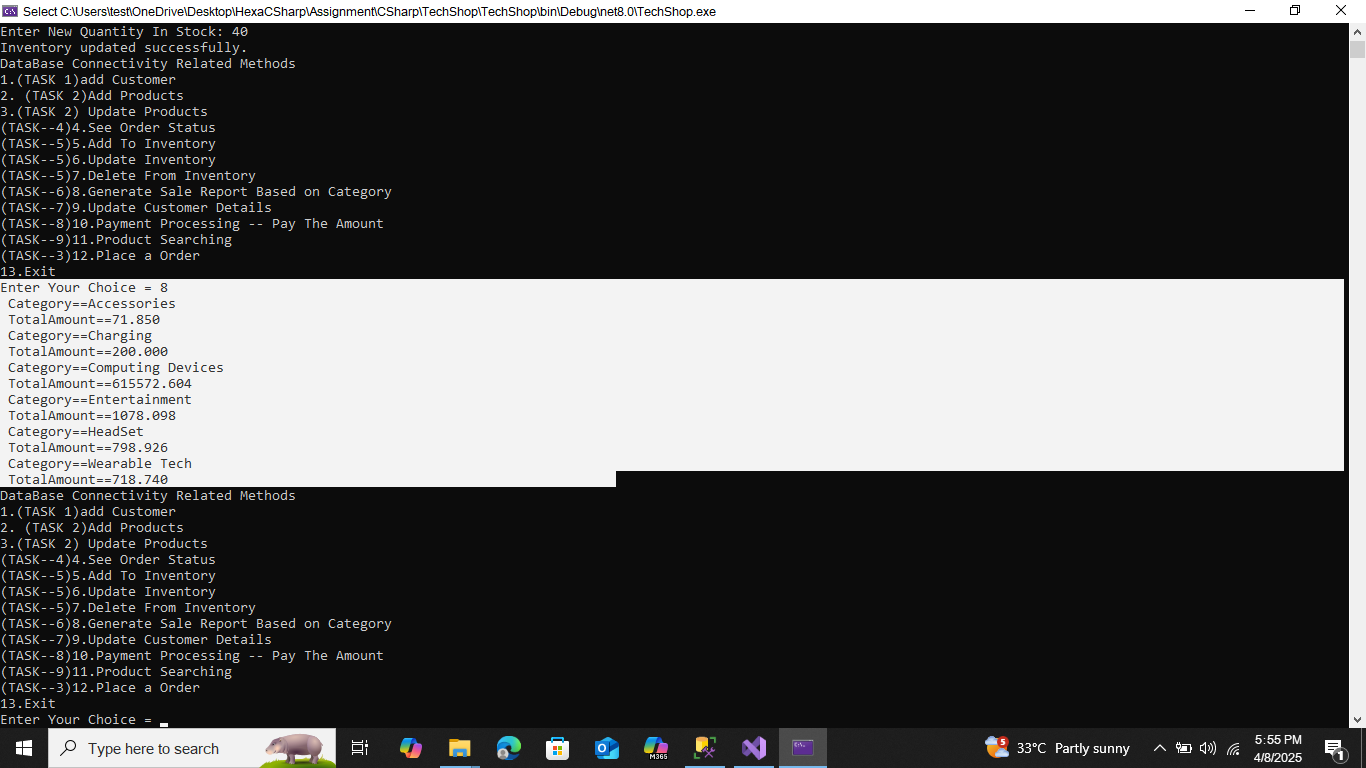 Select C:\Users\test\OneDrive\Desktop\HexaCSharp\Assignment\CSharp\TechShop\TechShop\bin\Debug\net8.0\TechShop.exe
Enter New Quantity In Stock: 40
Inventory updated successfully.
DataBase Connectivity Related Methods
1.(TASK 1)add Customer
2. (TASK 2)Add Products
3.(TASK 2) Update Products
(TASK--4)4.See Order Status
(TASK--5)5.Add To Inventory
(TASK--5)6.Update Inventory
(TASK--5)7.Delete From Inventory
(TASK--6)8.Generate Sale Report Based on Category
(TASK--7)9.Update Customer Details
(TASK--8)10.Payment Processing -- Pay The Amount
(TASK--9)11.Product Searching
(TASK--3)12.Place a Order
13.Exit
Enter Your Choice = 8
Category==Accessories
TotalAmount==71.850
Category==Charging
TotalAmount==200.000
Category==Computing Devices
TotalAmount==615572.604
Category==Entertainment
TotalAmount==1078.098
Category==HeadSet
TotalAmount==798.926
Category==Wearable Tech
TotalAmount==718.740
DataBase Connectivity Related Methods
1.(TASK 1)add Customer
2. (TASK 2)Add Products
3.(TASK 2) Update Products
(TASK--4)4.See Order Status
(TASK--5)5.Add To Inventory
(TASK--5)6.Update Inventory
(TASK--5)7.Delete From Inventory
(TASK--6)8.Generate Sale Report Based on Category
(TASK--7)9.Update Customer Details
(TASK--8)10.Payment Processing -- Pay The Amount
(TASK--9)11.Product Searching
(TASK--3)12.Place a Order
13.Exit
Enter Your Choice =
Type here to search
M365
5
33°C Partly sunny
5:55 PM
4/8/2025
1